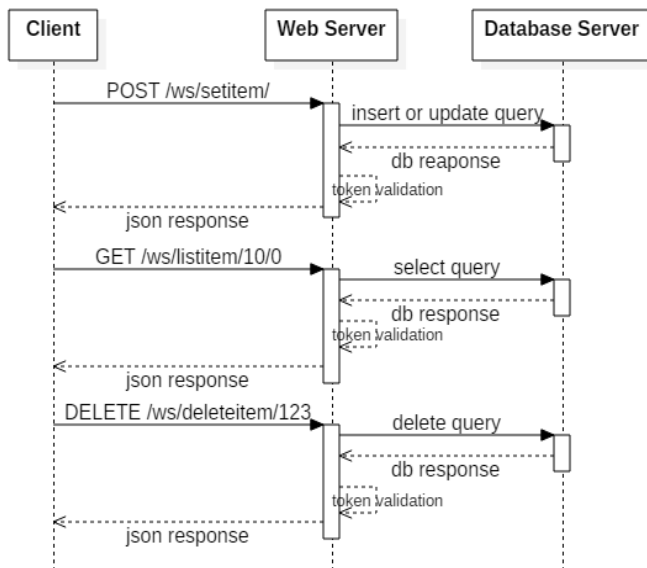 Client
Web Server
Database Server
POST /ws/setitem/
insert or update query
db reaponse
token validation
json response
GET /ws/listitem/10/0
select query
db response
token validation
json response
DELETE /ws/deleteitem/123
delete query
db response
token validation
json response